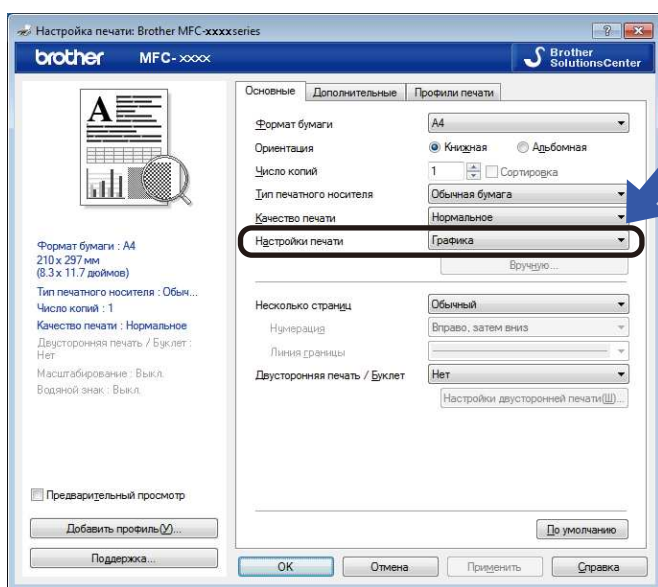 Настройка печати: Brother MFC-xxxx series
brother MFC- xxxx
Brother
SolutionsCenter
A
Формат бумаги : A4
210 x 297 мм
(8.3 x 11.7 дюймов)
Тип печатного носителя : Обыч...
Число копий : 1
Качество печати : Нормальное
Двусторонняя печать / Буклет :
Нет
Масштабирование : Выкл.
Водяной знак : Выкл.
Предварительный просмотр
Добавить профиль(У)...
Поддержка...
Основные Дополнительные Профили печати
Формат бумаги A4
Ориентация Книжная Альбомная
Число копий 1 Сортировка
Тип печатного носителя Обычная бумага
Качество печати Нормальное
Настройки печати Графика
Вручную...
Несколько страниц Обычный
Нумерация Вправо, затем вниз
Линия границы
Двусторонняя печать / Буклет Нет
Настройки двусторонней печати(Ш)...
По умолчанию
OK Отмена Применить Справка